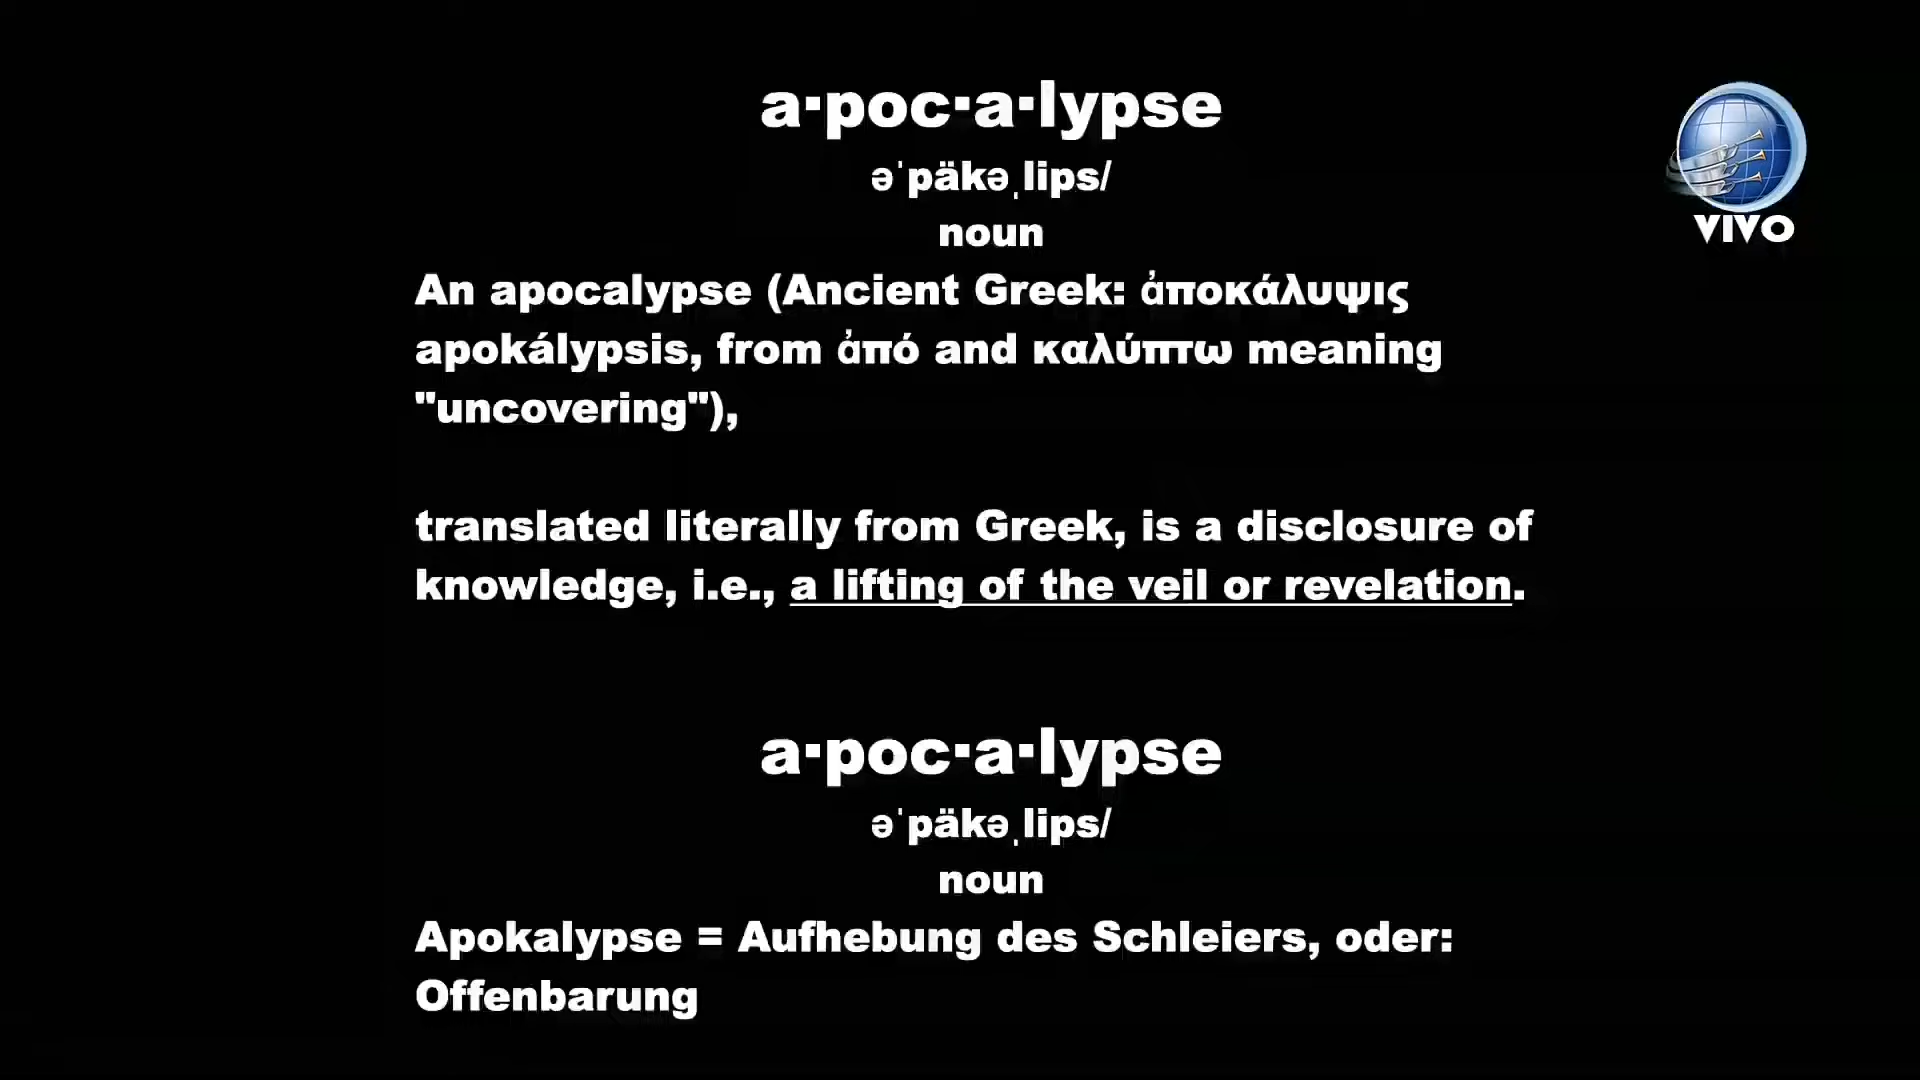 a·poc·a·lypse
əˈpäkəˌlips/
noun
An apocalypse (Ancient Greek: ἀποκάλυψις
apokálypsis, from ἀπό and καλύπτω meaning
"uncovering"),
translated literally from Greek, is a disclosure of
knowledge, i.e., a lifting of the veil or revelation.
VIVO
a·poc·a·lypse
əˈpäkəˌlips/
noun
Apokalypse = Aufhebung des Schleiers, oder:
Offenbarung